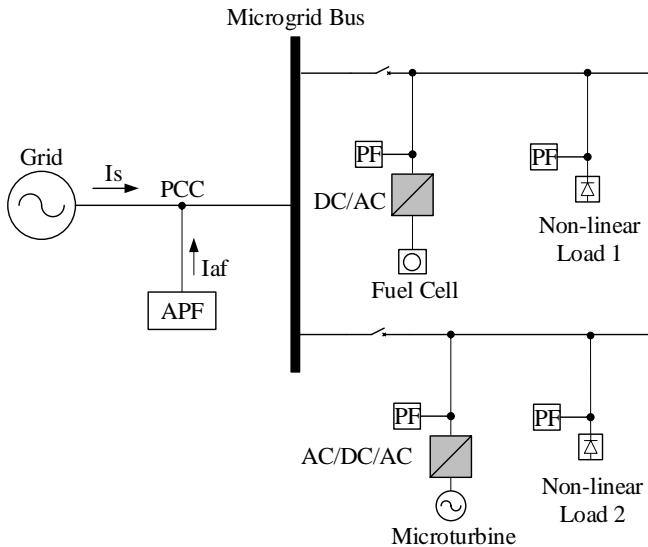 Microgrid Bus
Grid
Is
PCC
Iaf
APF
PF
DC/AC
Fuel Cell
PF
Non-linear
Load 1
PF
AC/DC/AC
Microturbine
PF
Non-linear
Load 2